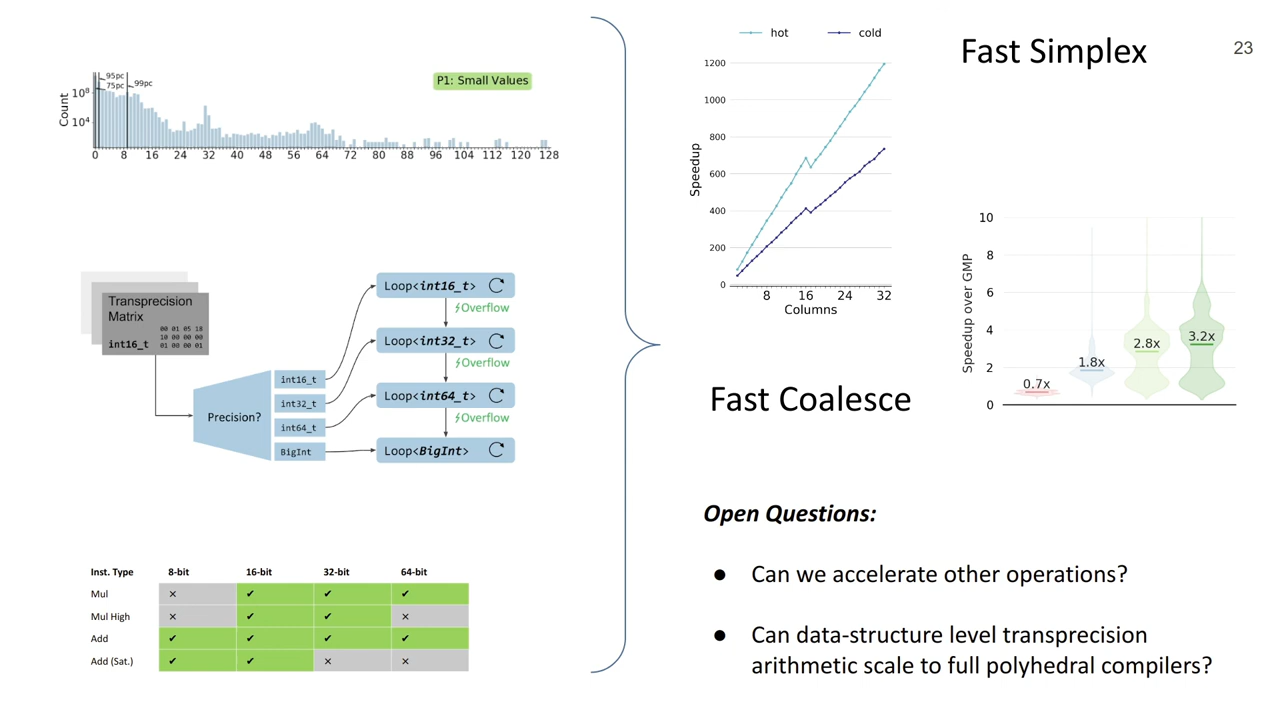 23
Fast Simplex
P1: Small Values
95pc
75pc
99pc
Count
10⁸
10⁴
0 8 16 24 32 40 48 56 64 72 80 88 96 104 112 120 128
Transprecision
Matrix
00 01 05 18
10 00 00 00
01 00 00 01
int16_t
Precision?
int16_t
int32_t
int64_t
BigInt
Loop<int16_t>
Overflow
Loop<int32_t>
Overflow
Loop<int64_t>
Overflow
Loop<BigInt>
Inst. Type 8-bit 16-bit 32-bit 64-bit
Mul × ✔ ✔ ✔
Mul High × ✔ ✔ ×
Add ✔ ✔ ✔ ✔
Add (Sat.) ✔ ✔ × ×
hot cold
Speedup
1200
1000
800
600
400
200
0
8 16 24 32
Columns
Speedup over GMP
10
8
6
4
2
0
0.7x
1.8x
2.8x
3.2x
Fast Coalesce
Open Questions:
● Can we accelerate other operations?
● Can data-structure level transprecision
arithmetic scale to full polyhedral compilers?